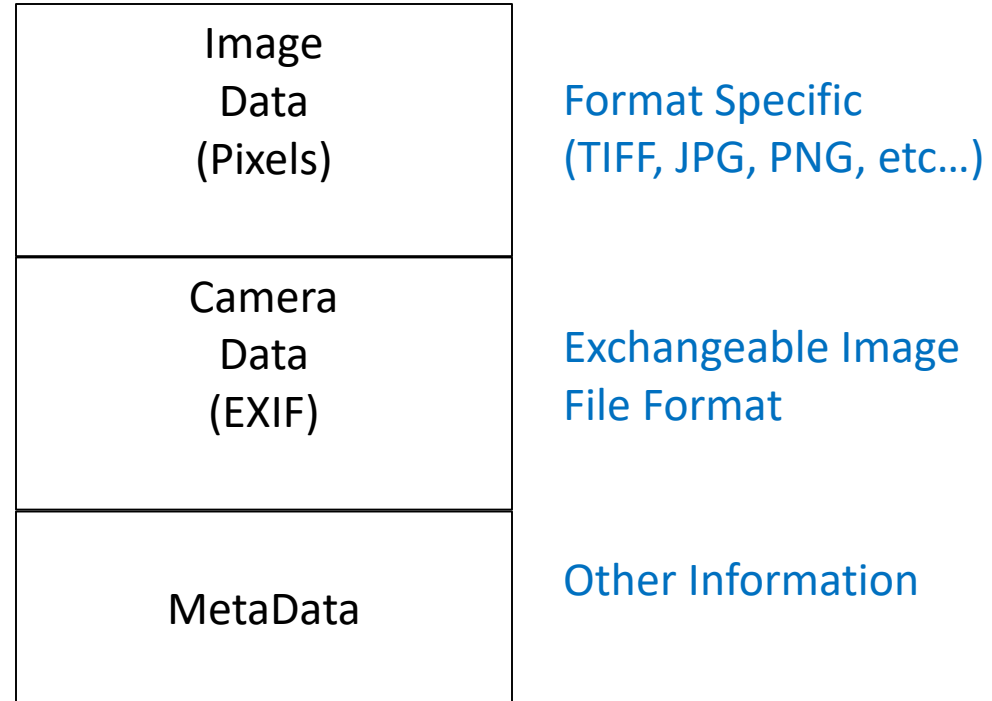 Image
Data
(Pixels)
Format Specific
(TIFF, JPG, PNG, etc…)
Camera
Data
(EXIF)
Exchangeable Image
File Format
MetaData
Other Information